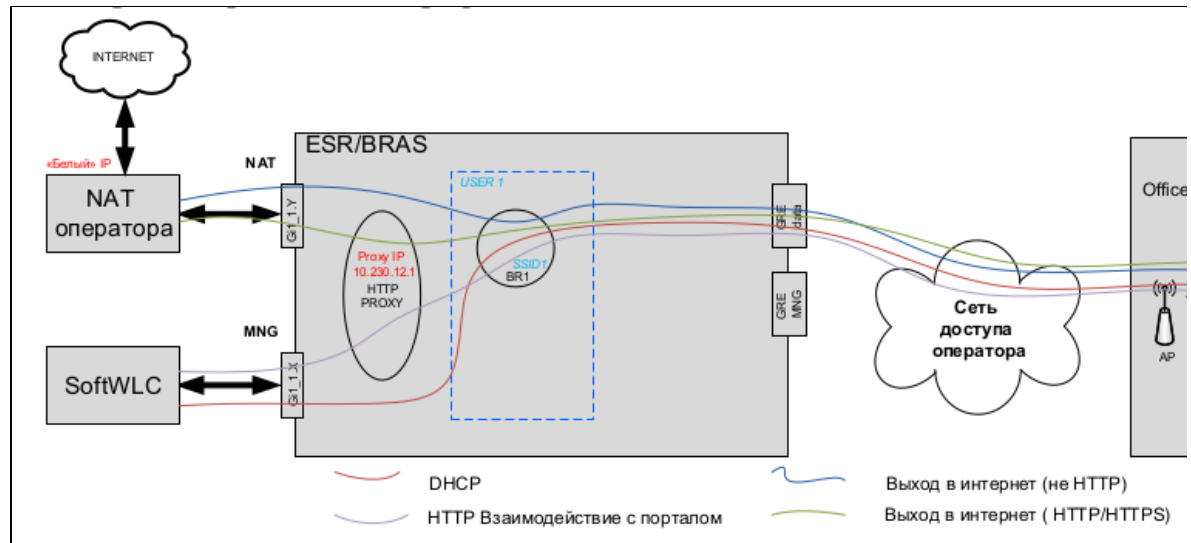 INTERNET
«Белый» IP
NAT
оператора
SoftWLC
NAT
MNG
Gi1_1.Y
Gi1_1.X
ESR/BRAS
Proxy IP
10.230.12.1
HTTP
PROXY
USER 1
SSID1
BR1
GRE
data
GRE
MNG
Сеть
доступа
оператора
Office
AP
DHCP
HTTP Взаимодействие с порталом
Выход в интернет (не HTTP)
Выход в интернет ( HTTP/HTTPS)